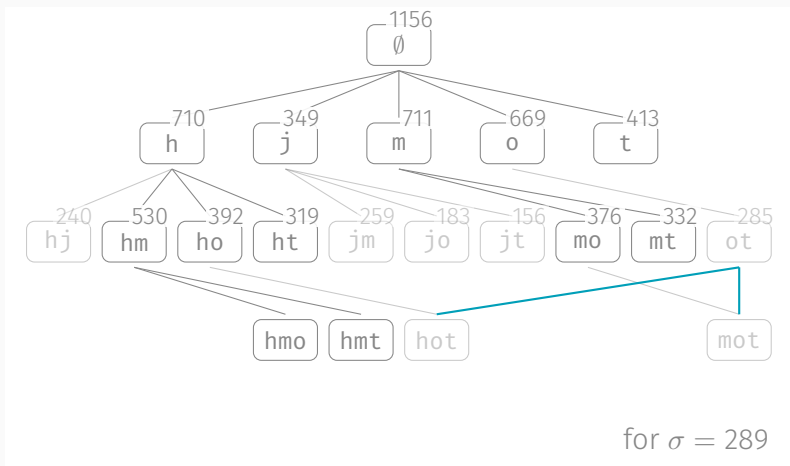 1156
∅
710 349 711 669 413
h j m o t
240 530 392 319 259 183 156 376 332 285
hj hm ho ht jm jo jt mo mt ot
hmo hmt hot mot
for σ = 289